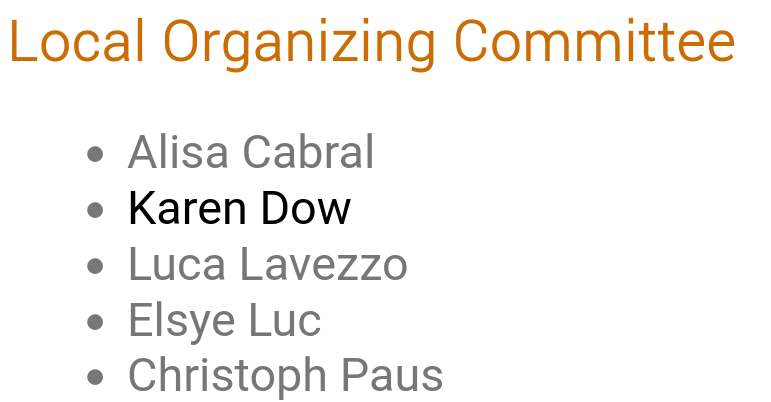 Local Organizing Committee
• Alisa Cabral
• Karen Dow
• Luca Lavezzo
• Elsye Luc
• Christoph Paus